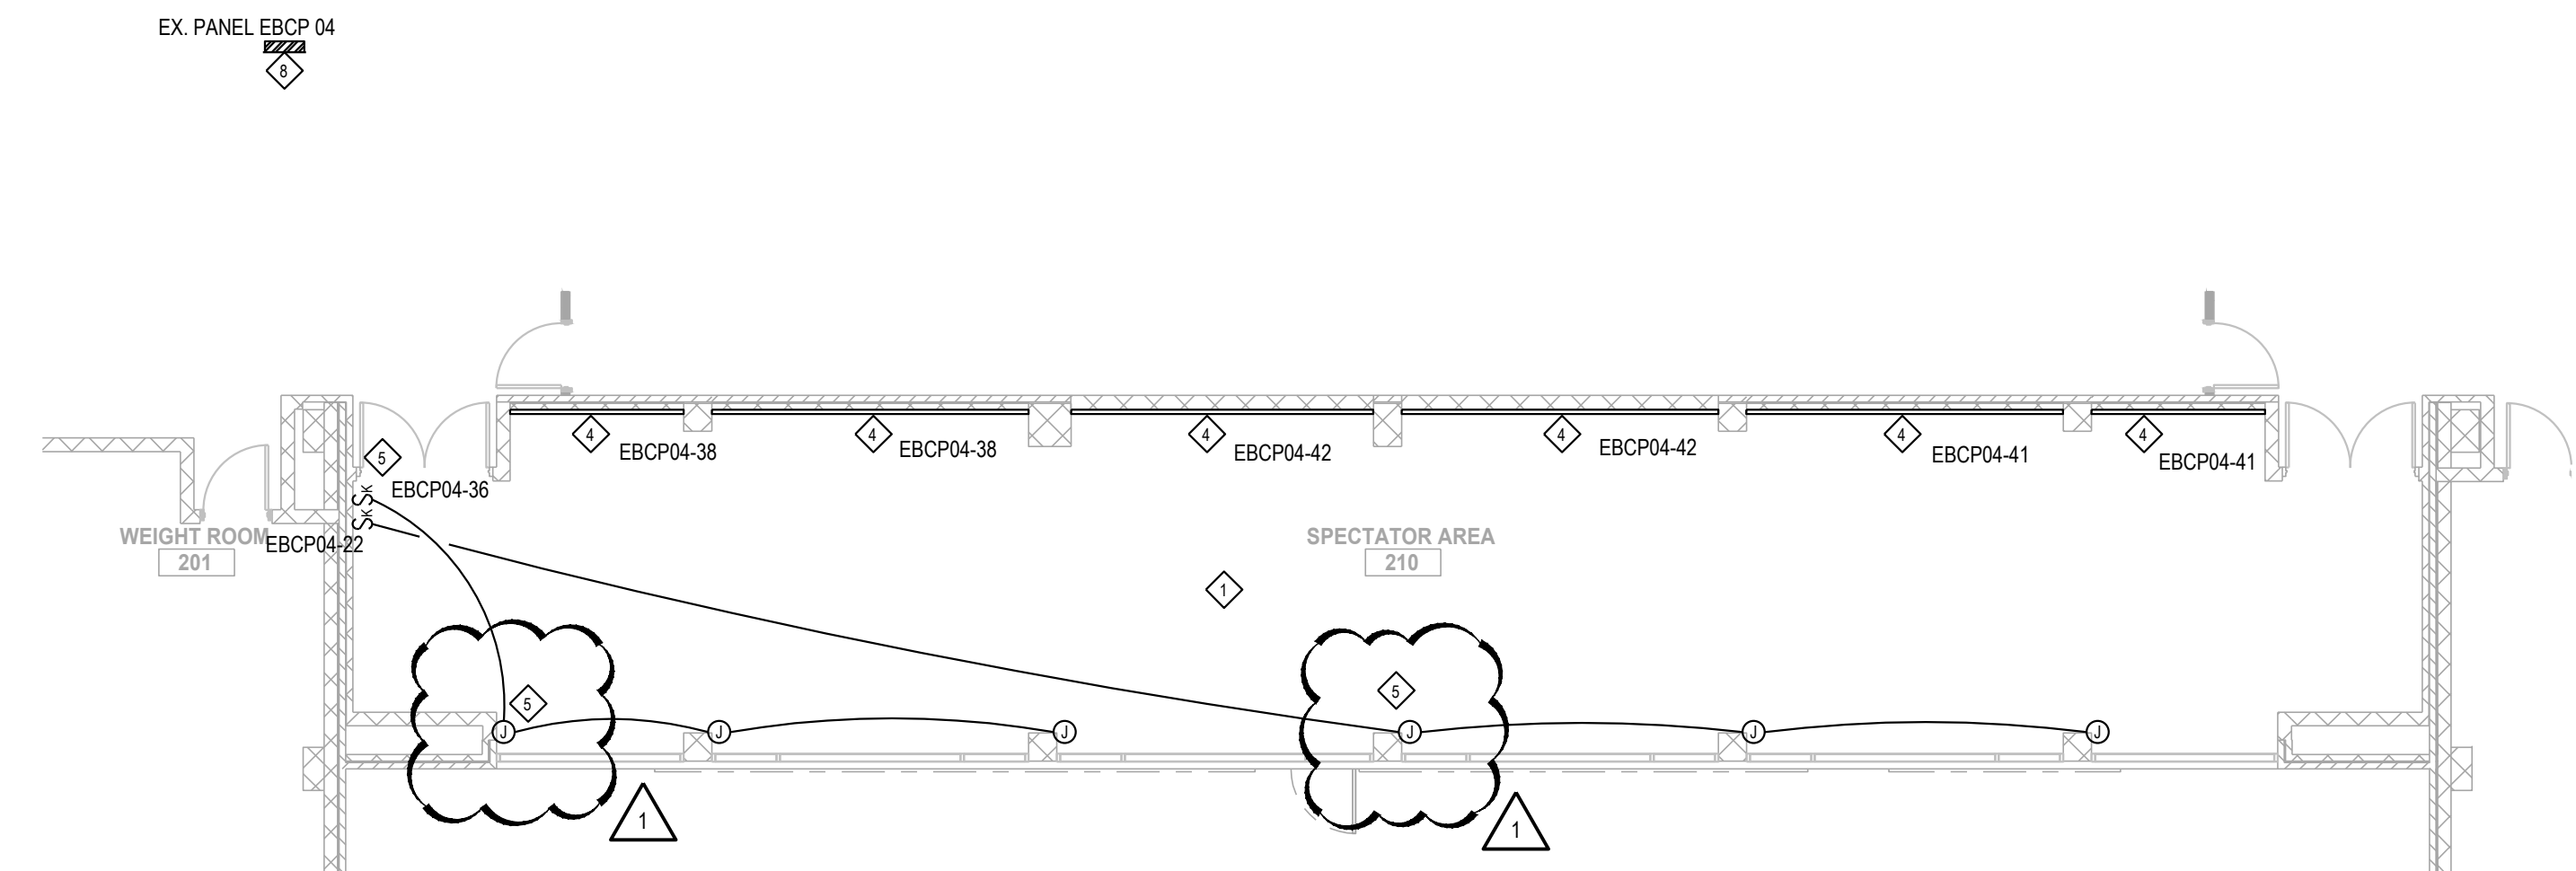 EX. PANEL EBCP 04
8
4
EBCP04-38
4
EBCP04-38
4
EBCP04-42
4
EBCP04-42
4
EBCP04-41
4
EBCP04-41
5
EBCP04-36
SK
SK
EBCP04-22
WEIGHT ROOM
201
SPECTATOR AREA
210
1
5
5
J
J
J
J
J
J
1
1